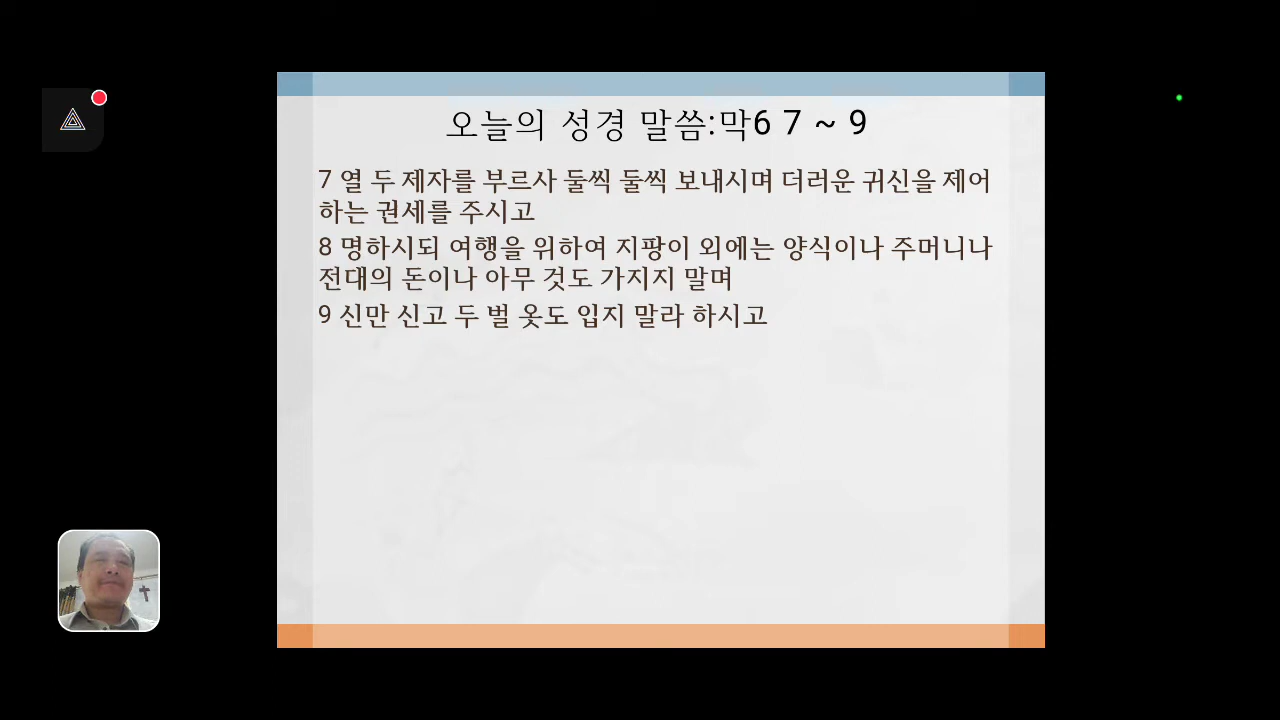 오늘의 성경 말씀:막6 7 ~ 9
7 열 두 제자를 부르사 둘씩 둘씩 보내시며 더러운 귀신을 제어
하는 권세를 주시고
8 명하시되 여행을 위하여 지팡이 외에는 양식이나 주머니나
전대의 돈이나 아무 것도 가지지 말며
9 신만 신고 두 벌 옷도 입지 말라 하시고